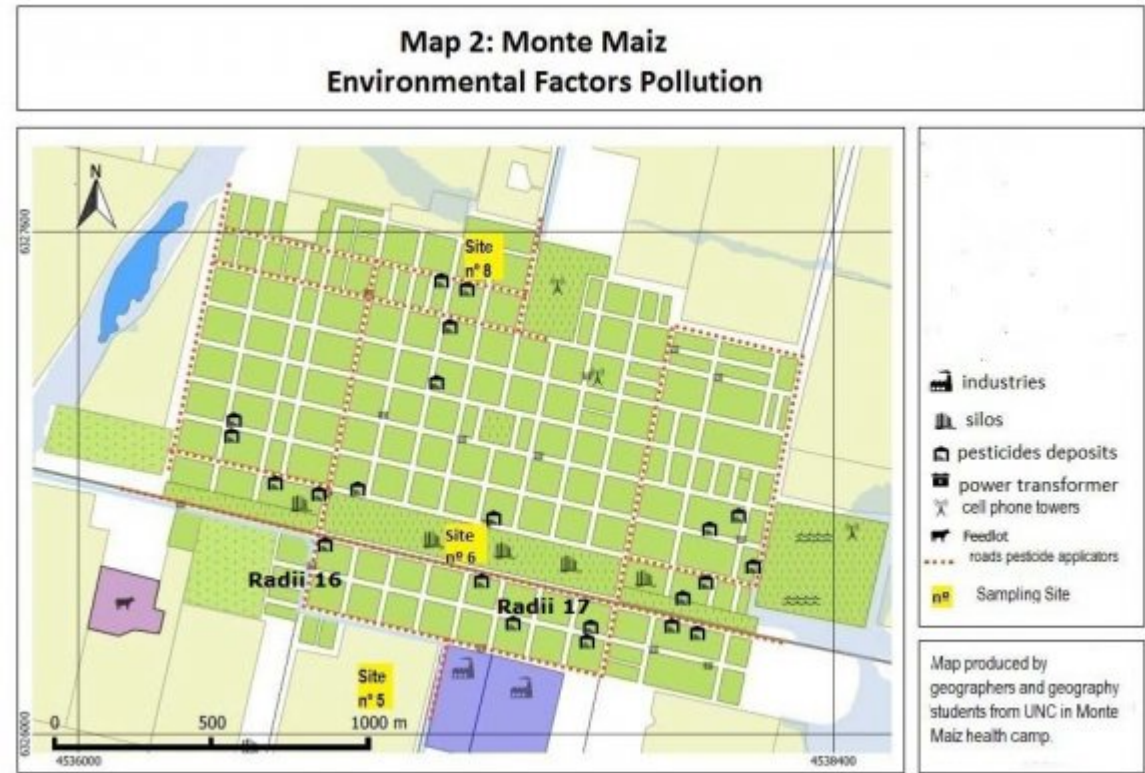 Map 2: Monte Maiz
Environmental Factors Pollution
N
6327600
6326000
Site
nº 8
Site
nº 6
Radii 16
Radii 17
Site
nº 5
0 500 1000 m
4536000
4538400
industries
silos
pesticides deposits
power transformer
cell phone towers
Feedlot
roads pesticide applicators
nº Sampling Site
Map produced by
geographers and geography
students from UNC in Monte
Maiz health camp.